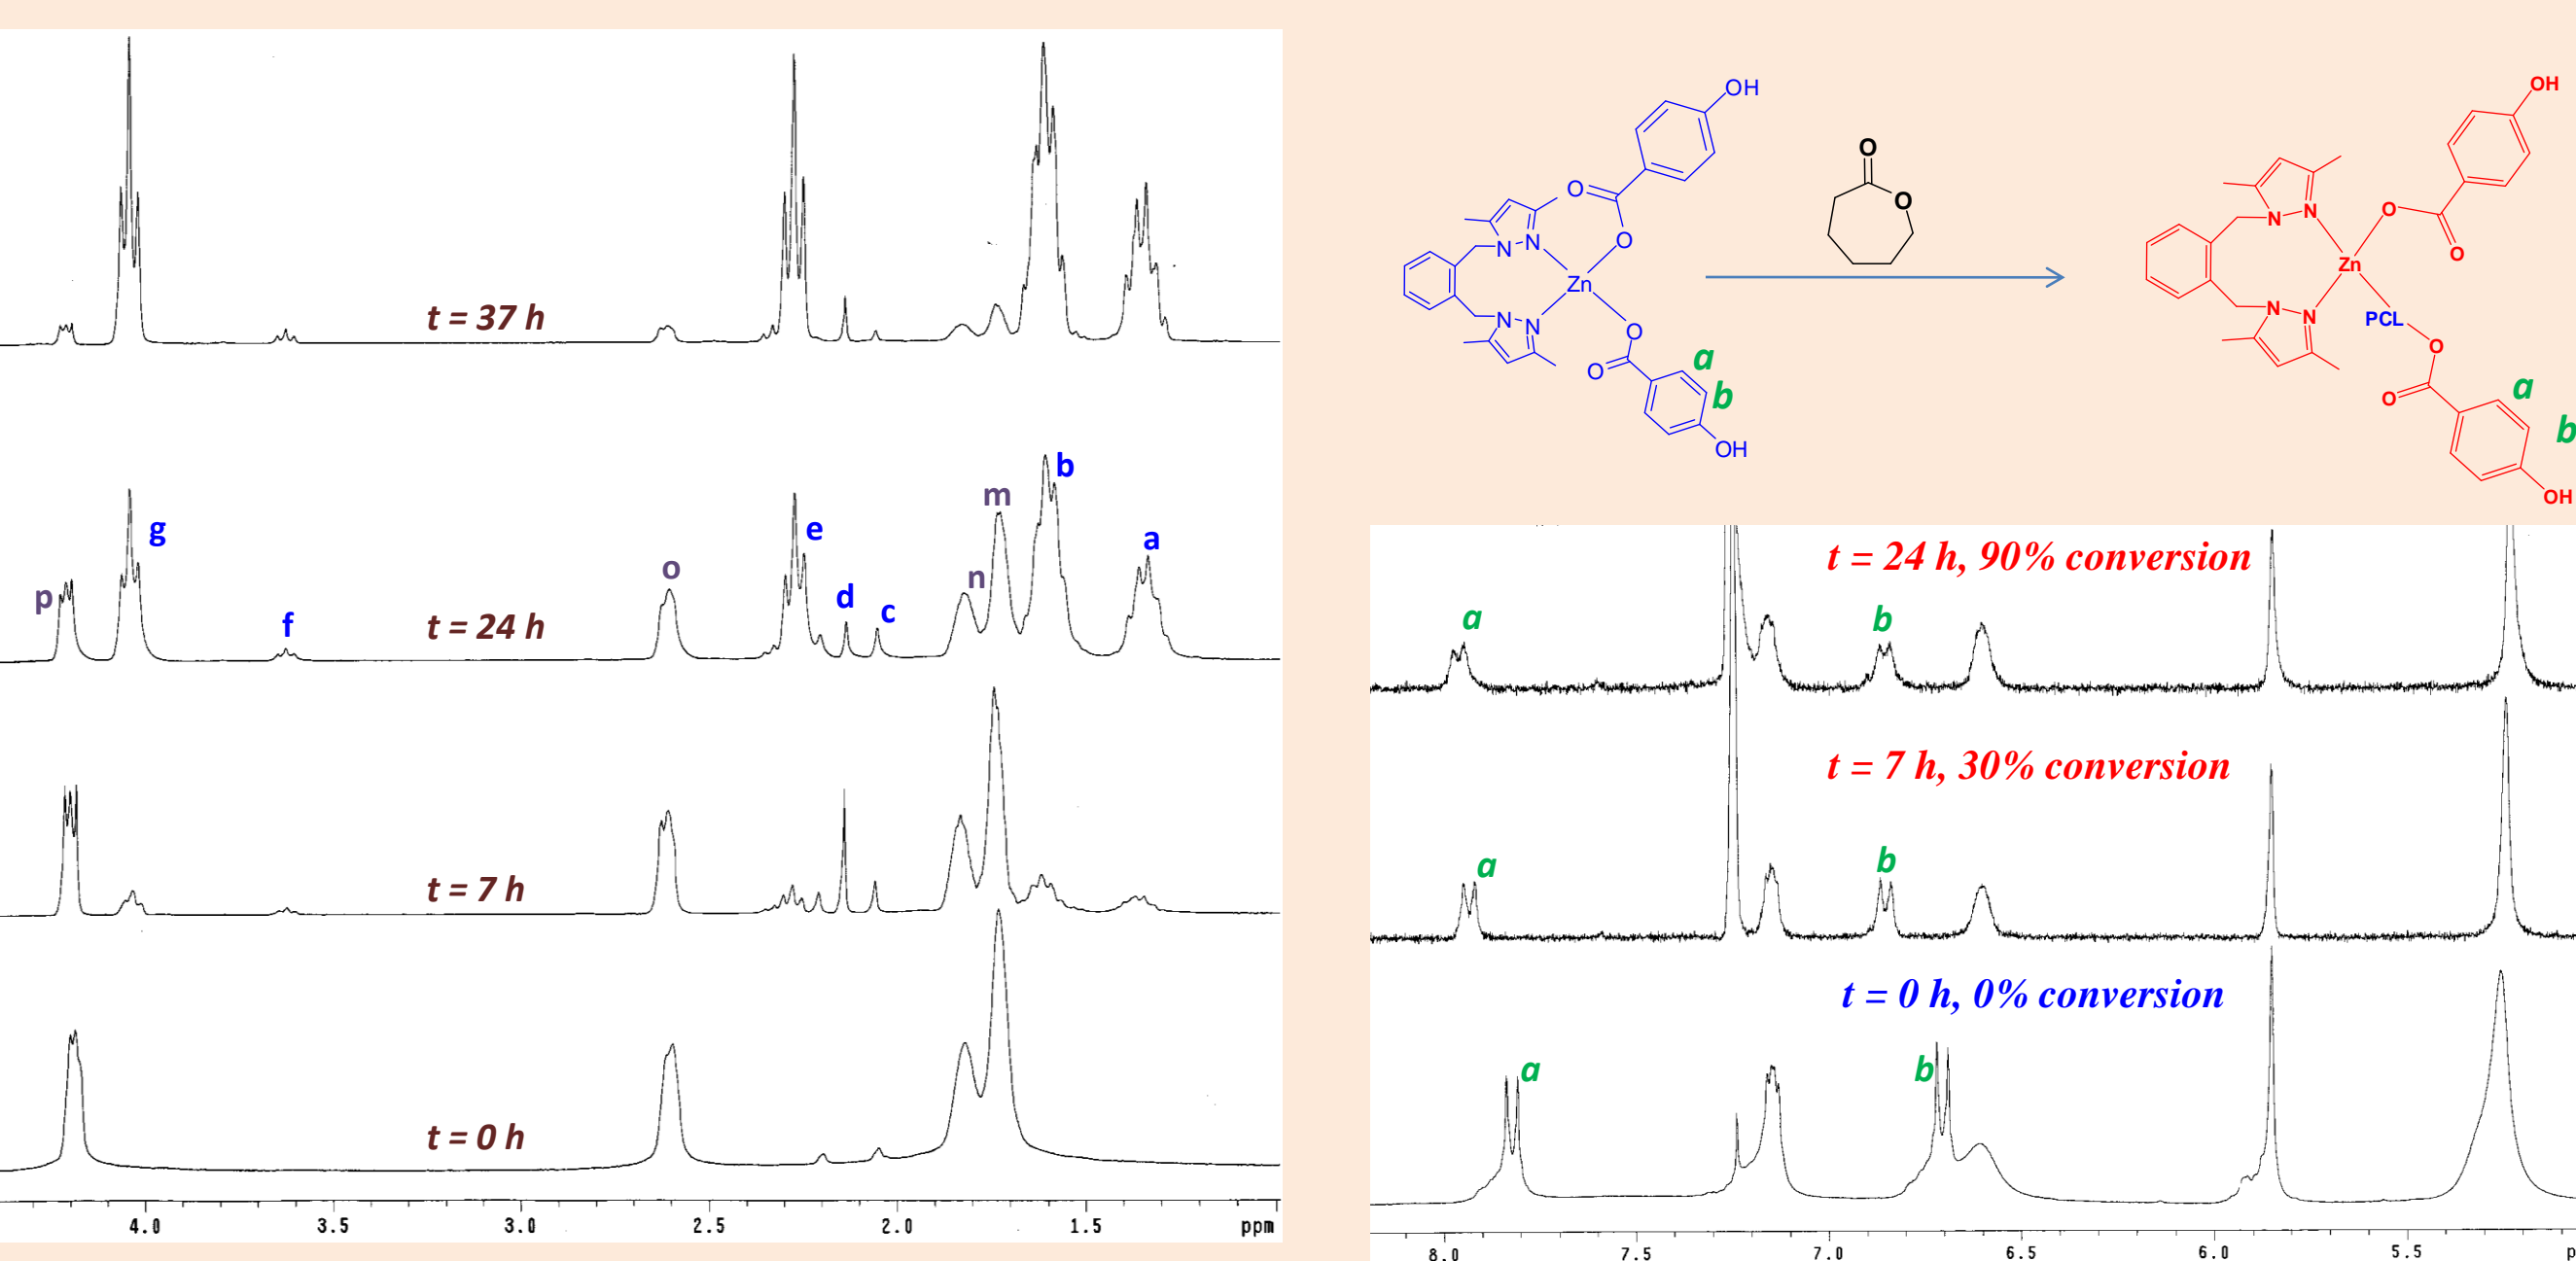 t = 37 h
g
p
f
t = 24 h
o
e
d
c
n
m
b
a
t = 7 h
t = 0 h
4.0 3.5 3.0 2.5 2.0 1.5 ppm
OH
O
O
N N
Zn
N N
O
O
a
b
OH
O
O
OH
O
O
N N
Zn
N N
PCL
O
O
a
b
OH
t = 24 h, 90% conversion
a b
t = 7 h, 30% conversion
a b
t = 0 h, 0% conversion
a b
8.0 7.5 7.0 6.5 6.0 5.5